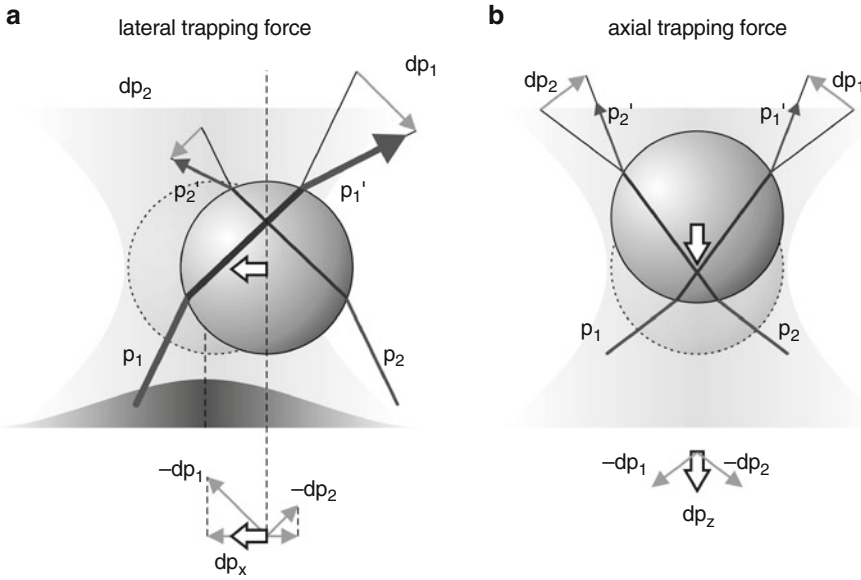 a
lateral trapping force
dp₂
dp₁
p₂'
p₁'
p₁
p₂
–dp₁
–dp₂
dpₓ
b
axial trapping force
dp₂
dp₁
p₂'
p₁'
p₁
p₂
–dp₁
–dp₂
dp_z